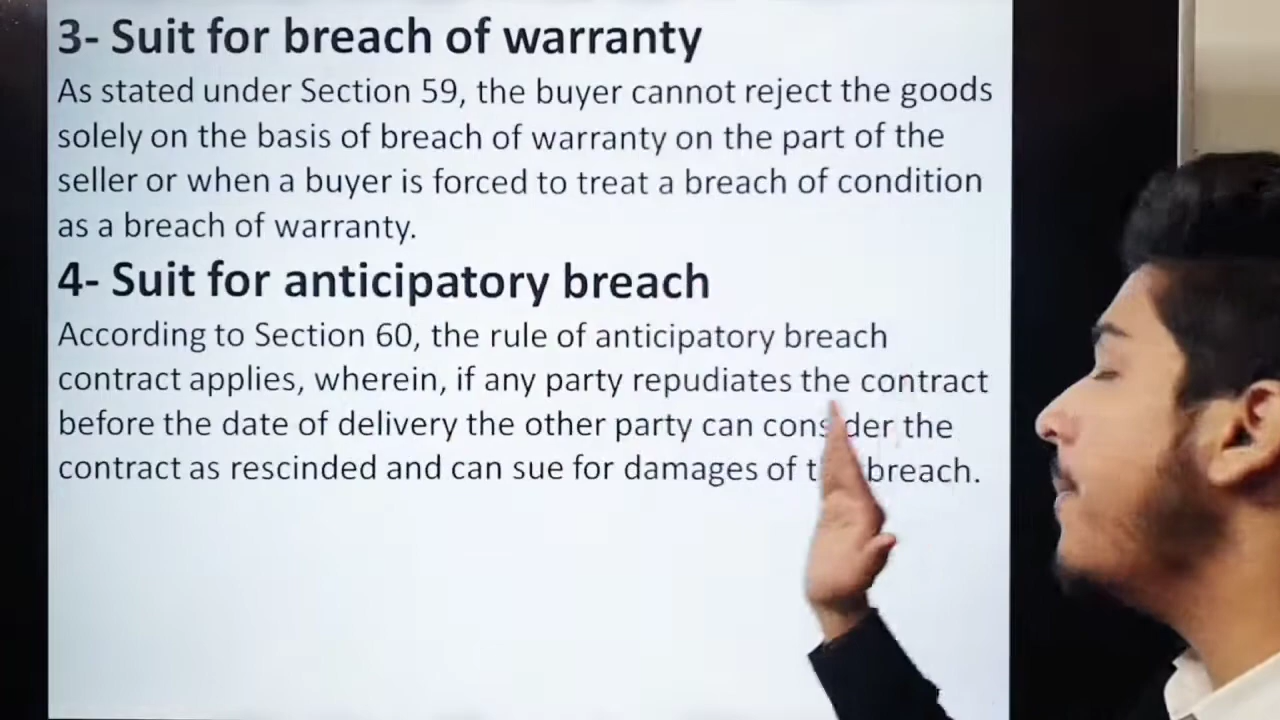 3- Suit for breach of warranty
As stated under Section 59, the buyer cannot reject the goods
solely on the basis of breach of warranty on the part of the
seller or when a buyer is forced to treat a breach of condition
as a breach of warranty.
4- Suit for anticipatory breach
According to Section 60, the rule of anticipatory breach
contract applies, wherein, if any party repudiates the contract
before the date of delivery the other party can consider the
contract as rescinded and can sue for damages of breach.